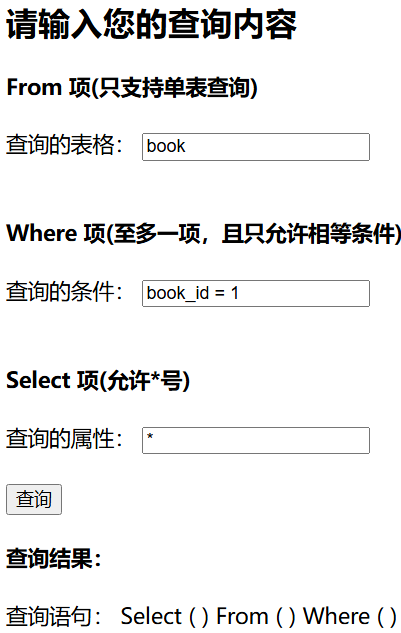 请输入您的查询内容
From 项(只支持单表查询)
查询的表格： book
Where 项(至多一项，且只允许相等条件)
查询的条件： book_id = 1
Select 项(允许*号)
查询的属性： *
查询
查询结果：
查询语句： Select ( ) From ( ) Where ( )